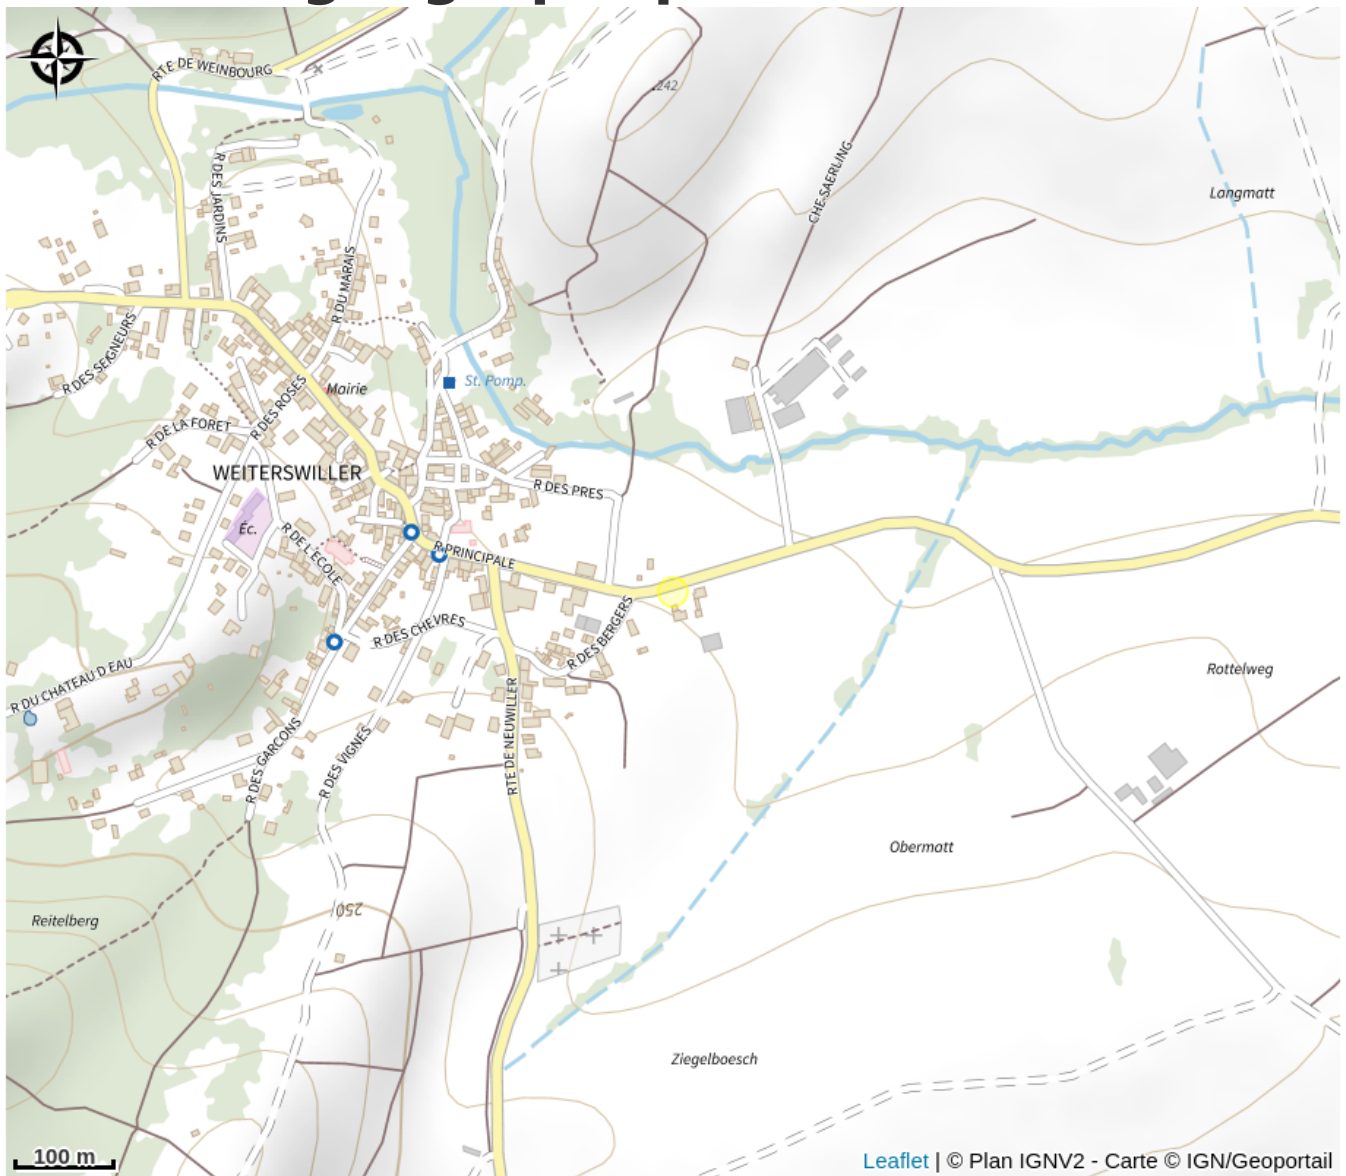 RTE DE WEINBOURG
242
R DES JARDINS
CHE SAERLING
Langmatt
R DU MARAIS
R DES SEIGNEURS
St. Pomp.
Mairie
R DES ROSES
R DE LA FORET
WEITERSWILLER
R DES PRES
Éc.
R DE L'ECOLE
R PRINCIPALE
R DES BERGERS
R DES CHEVRES
R DU CHATEAU D EAU
Rottelweg
RTE DE NEUWILLER
R DES GARCONS
R DES VIGNES
Obermatt
250
Reitelberg
Ziegelboesch
100 m
Leaflet | © Plan IGNV2 - Carte © IGN/Geoportail